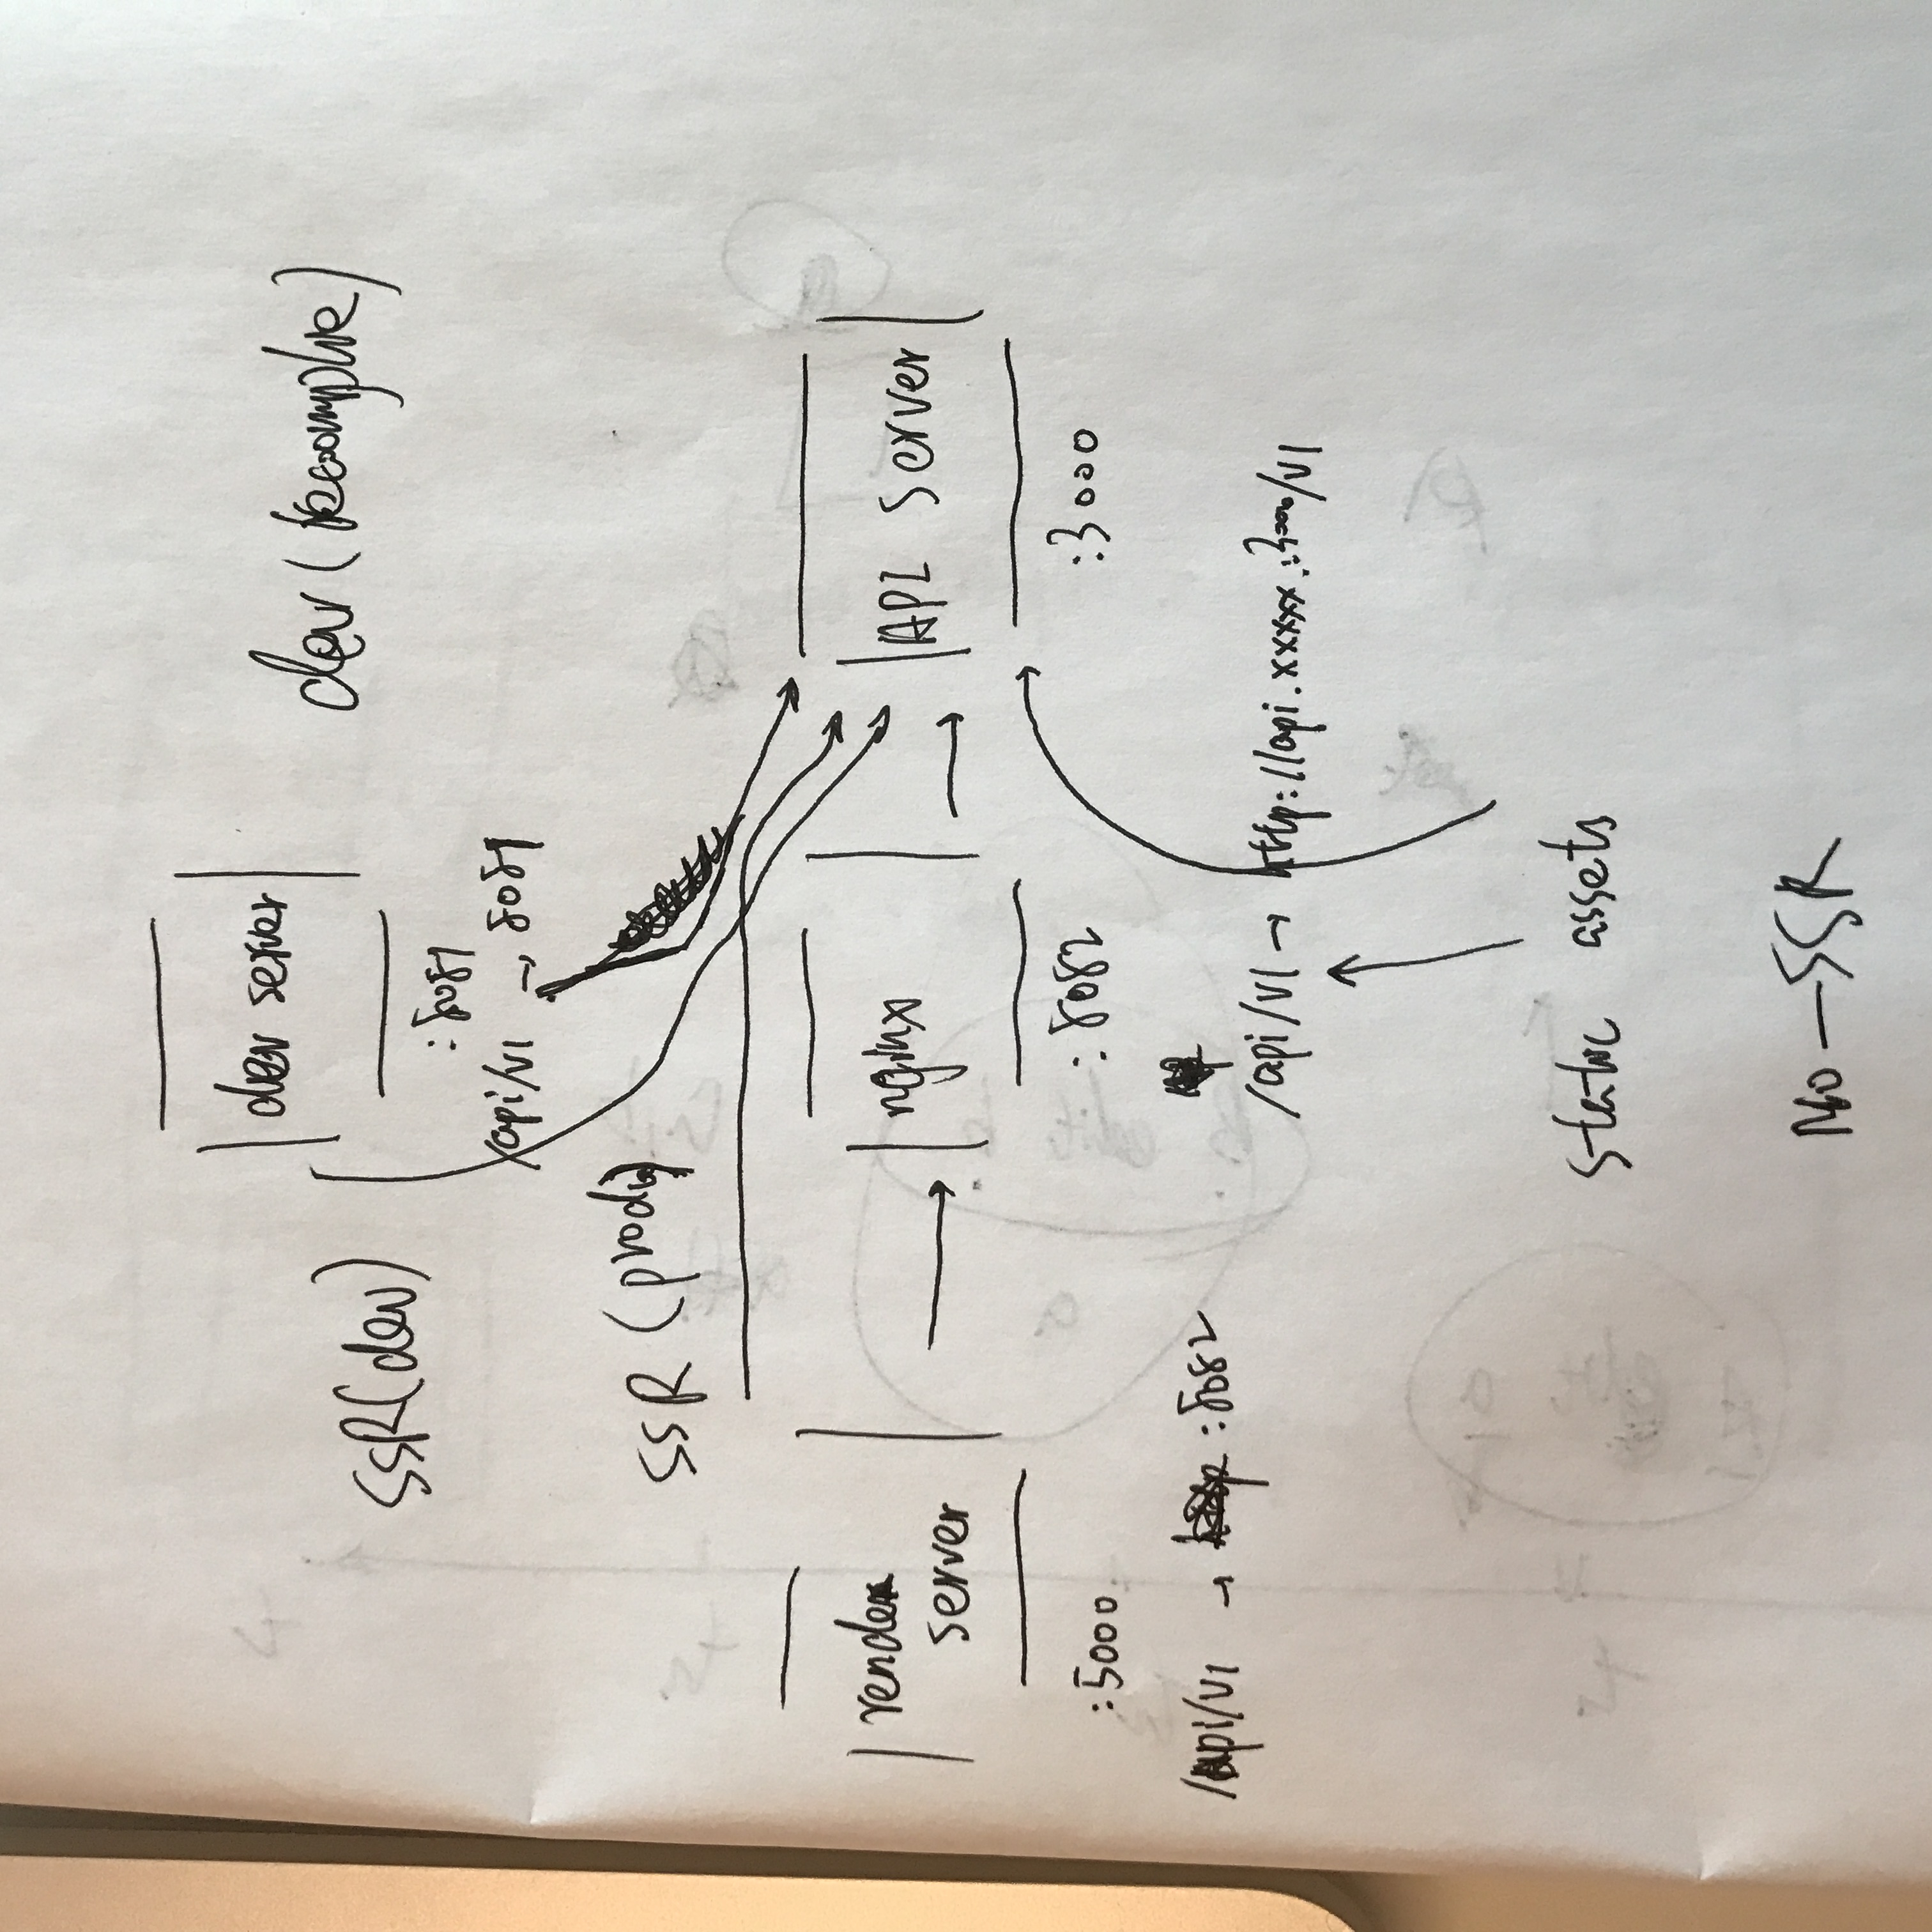 dev server
dev (
SSR(dev)
:8081
/api/v1 → 8081
SSR (prod)
render
server
nginx
API Server
:5000
:8082
:3000
/api/v1 → :8082
/api/v1 → http://api.xxxxx.:3000/v1
static assets
No-SSR